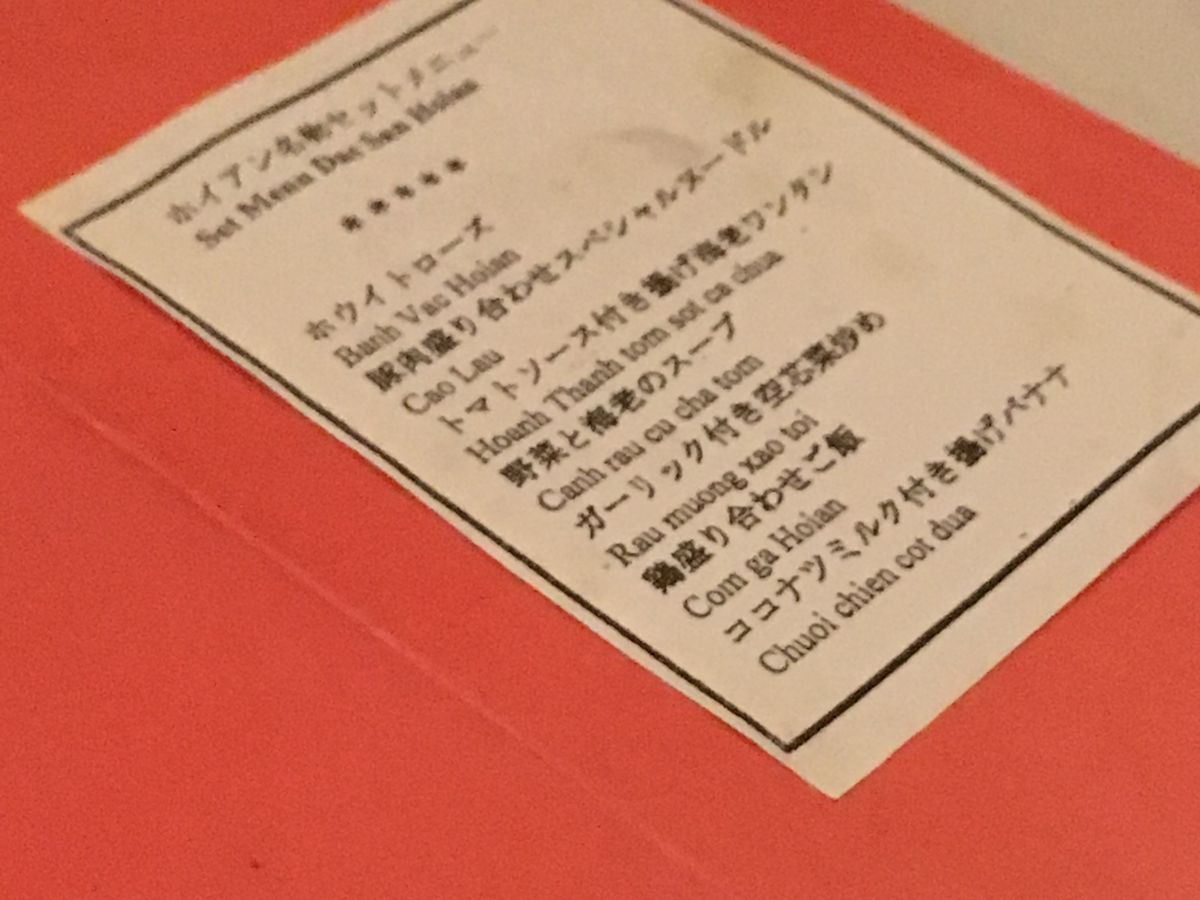 ホイアン名物セットメニュー
Set Menu Dac San Hoian
*****
ホウイトローズ
Banh Vac Hoian
豚肉盛り合わせスペシャルヌードル
Cao Lau
トマトソース付き揚げ海老ワンタン
Hoanh Thanh tom sot ca chua
野菜と海老のスープ
Canh rau cu cha tom
ガーリック付き空芯菜炒め
Rau muong xao toi
鶏盛り合わせご飯
Com ga Hoian
ココナツミルク付き揚げバナナ
Chuoi chien cot dua